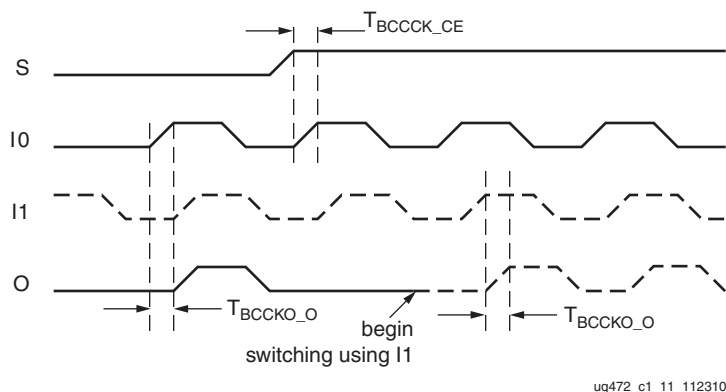 T_BCCCK_CE
S
I0
I1
O
T_BCCKO_O
begin
switching using I1
T_BCCKO_O
ug472_c1_11_112310